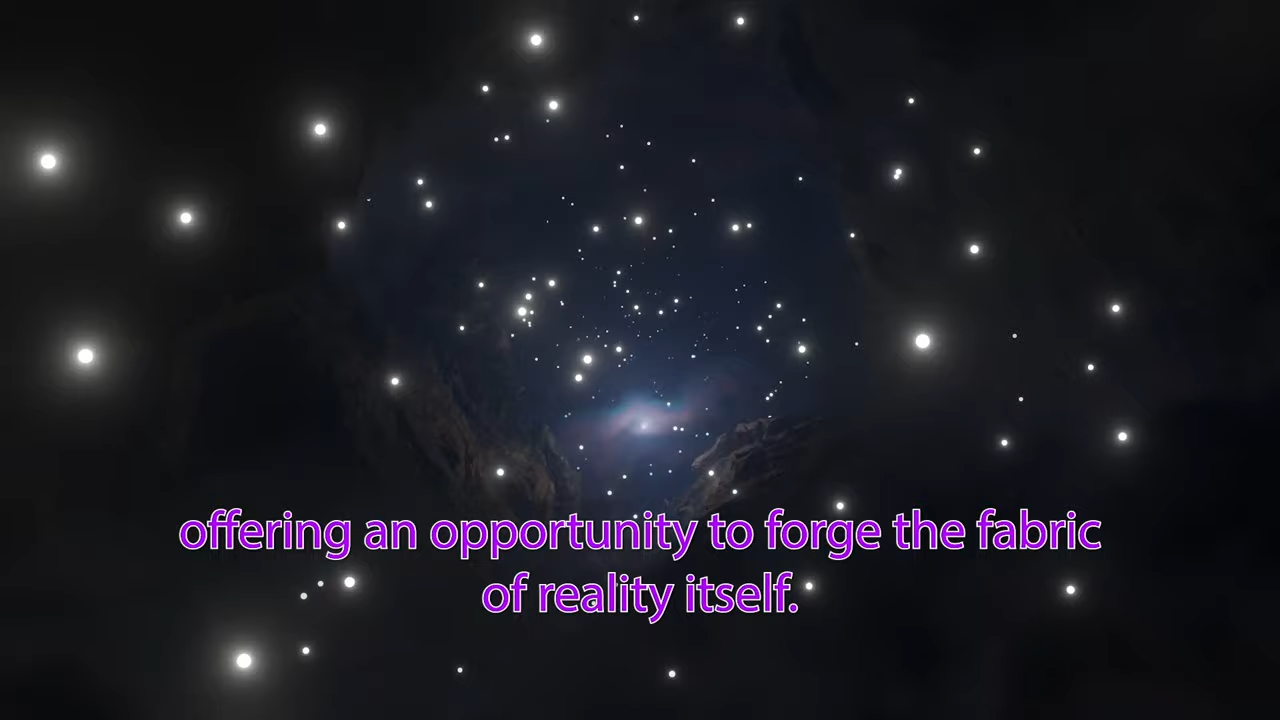 offering an opportunity to forge the fabric
of reality itself.